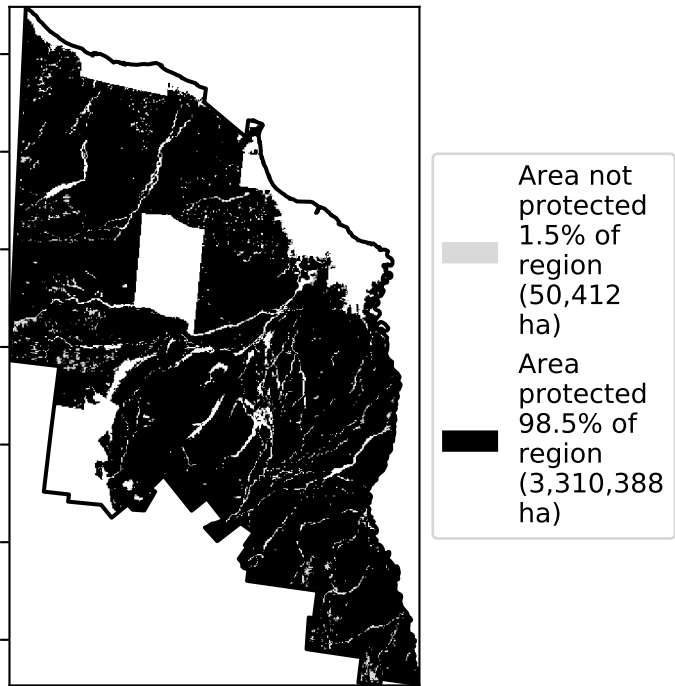 Area not
protected
1.5% of
region
(50,412
ha)
Area
protected
98.5% of
region
(3,310,388
ha)